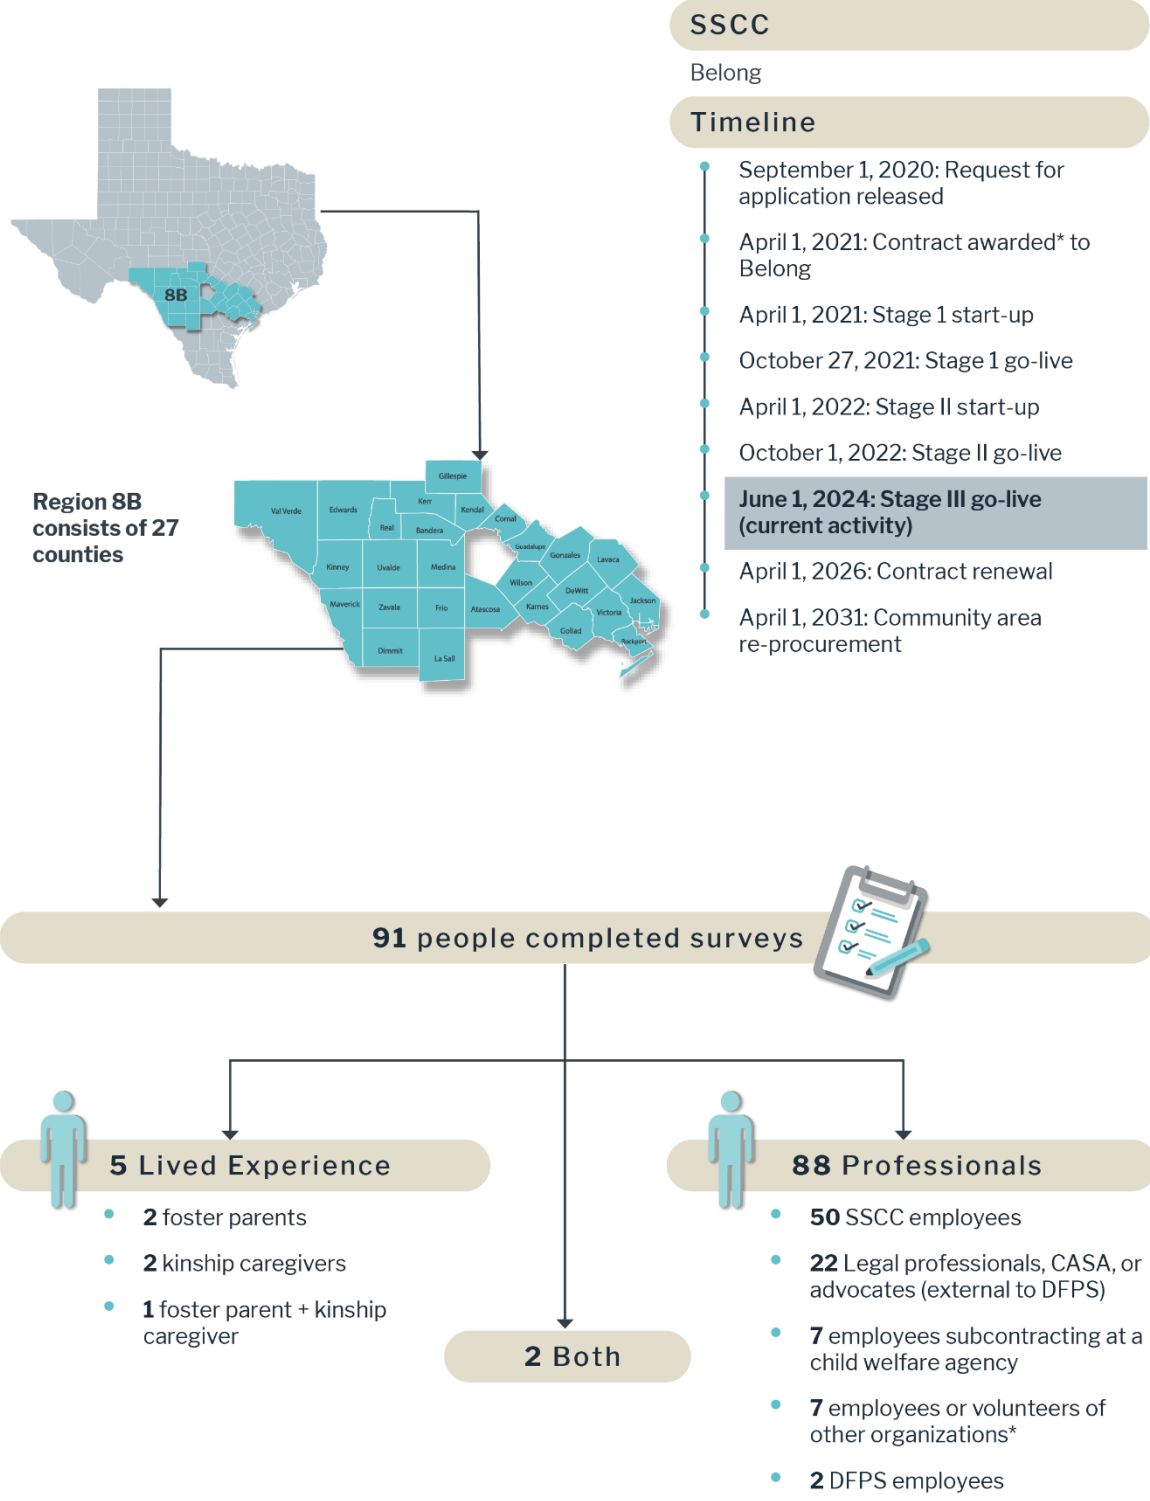 SSCC
Belong
Timeline
September 1, 2020: Request for
application released
April 1, 2021: Contract awarded* to
Belong
April 1, 2021: Stage 1 start-up
October 27, 2021: Stage 1 go-live
April 1, 2022: Stage II start-up
October 1, 2022: Stage II go-live
June 1, 2024: Stage III go-live
(current activity)
April 1, 2026: Contract renewal
April 1, 2031: Community area
re-procurement
8B
Region 8B
consists of 27
counties
Gillespie
Val Verde
Edwards
Kerr
Kendal
Real
Bandera
Comal
Guadalupe
Gonzales
Lavaca
Kinney
Uvalde
Medina
Wilson
DeWitt
Maverick
Zavala
Frio
Atascosa
Karnes
Victoria
Jackson
Goliad
Rockport
Dimmit
La Sall
91 people completed surveys
5 Lived Experience
2 foster parents
2 kinship caregivers
1 foster parent + kinship
caregiver
2 Both
88 Professionals
50 SSCC employees
22 Legal professionals, CASA, or
advocates (external to DFPS)
7 employees subcontracting at a
child welfare agency
7 employees or volunteers of
other organizations*
2 DFPS employees